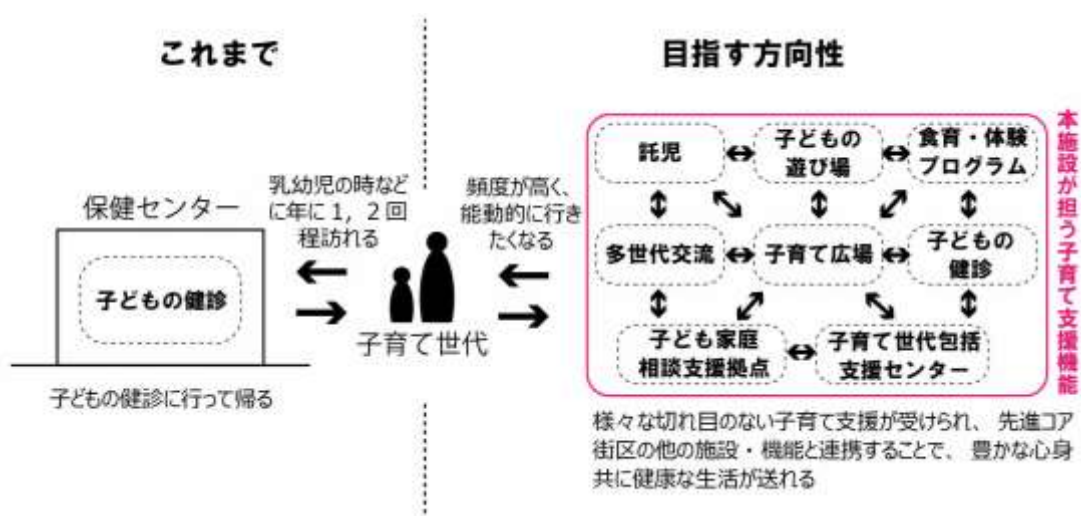 これまで
保健センター
子どもの健診
子どもの健診に行って帰る
乳幼児の時など
に年に1，2回
程訪れる
子育て世代
頻度が高く、
能動的に行き
たくなる
目指す方向性
託児
子どもの
遊び場
食育・体験
プログラム
多世代交流
子育て広場
子どもの
健診
子ども家庭
相談支援拠点
子育て世代包括
支援センター
本施設が担う子育て支援機能
様々な切れ目のない子育て支援が受けられ、先進コア
街区の他の施設・機能と連携することで、豊かな心身
共に健康な生活が送れる